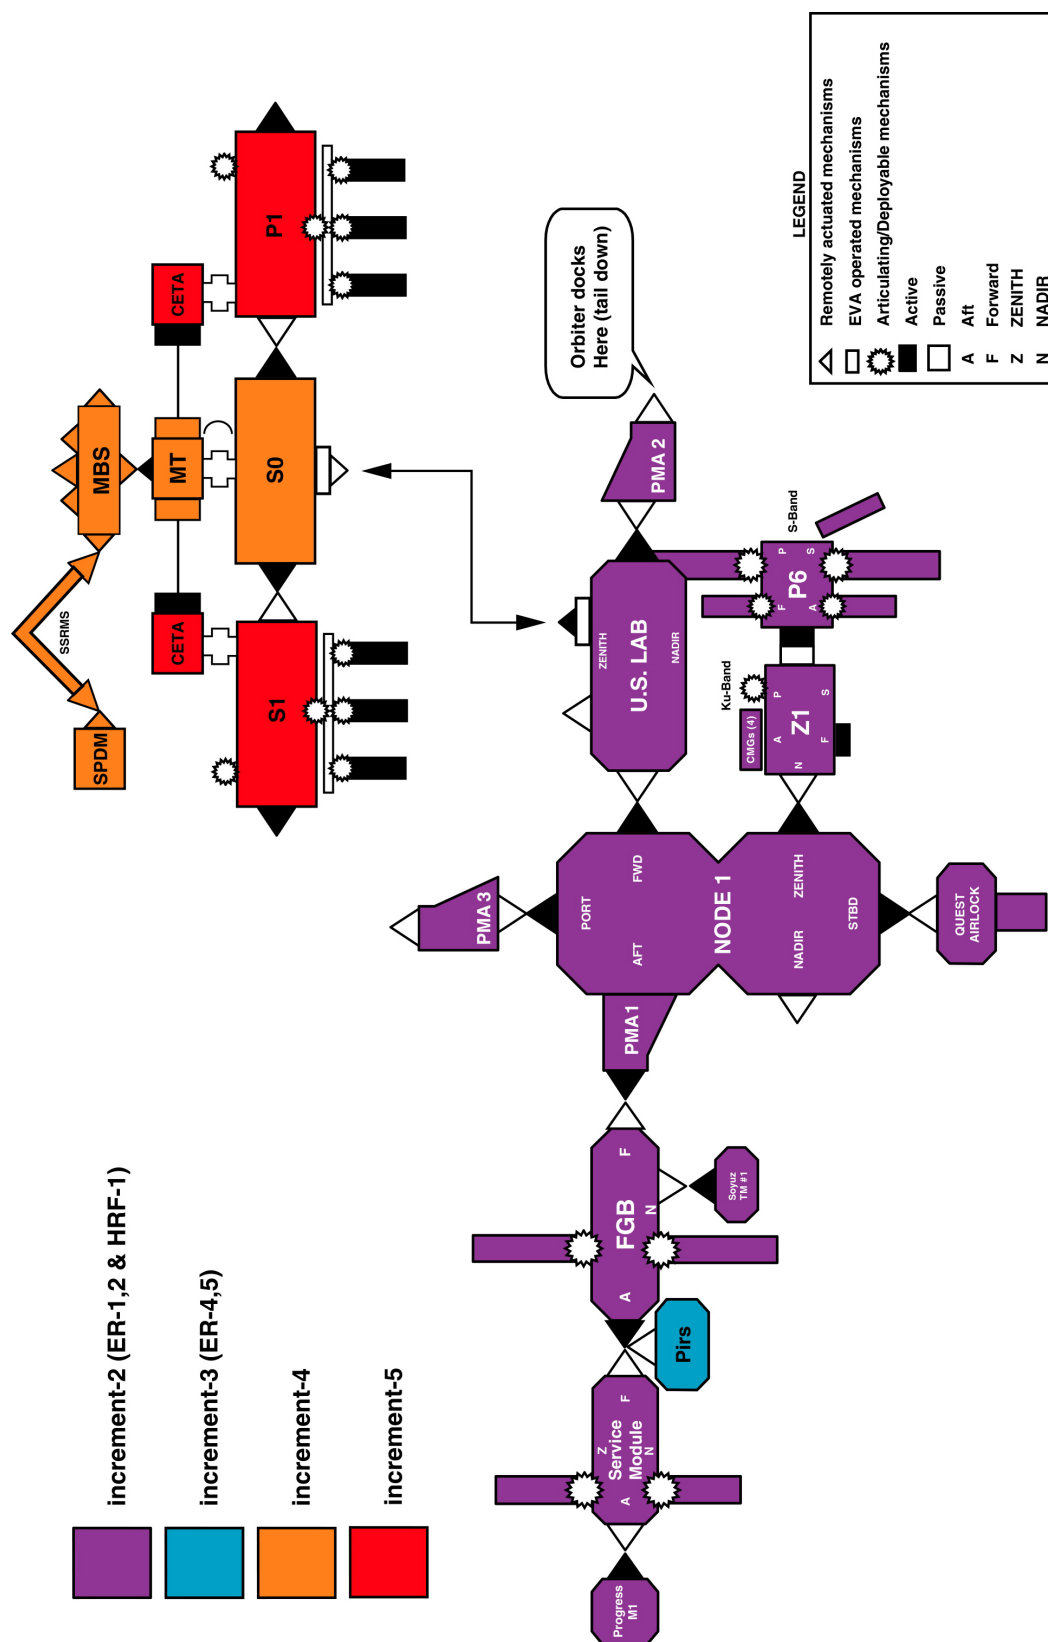 increment-2 (ER-1,2 & HRF-1)
increment-3 (ER-4,5)
increment-4
increment-5
SPDM
SSRMS
MBS
MT
CETA
CETA
S1
S0
P1
Orbiter docks
Here (tail down)
Progress
M1
Service
Module
A
Z
N
F
Pirs
FGB
A
N
F
Soyuz
TM #1
PMA1
PMA 3
NODE 1
PORT
AFT
FWD
NADIR
ZENITH
STBD
QUEST
AIRLOCK
U.S. LAB
ZENITH
NADIR
PMA 2
Ku-Band
CMGs (4)
Z1
N
A
P
F
S
S-Band
P6
F
P
A
S
LEGEND
Remotely actuated mechanisms
EVA operated mechanisms
Articulating/Deployable mechanisms
Active
Passive
A Aft
F Forward
Z ZENITH
N NADIR